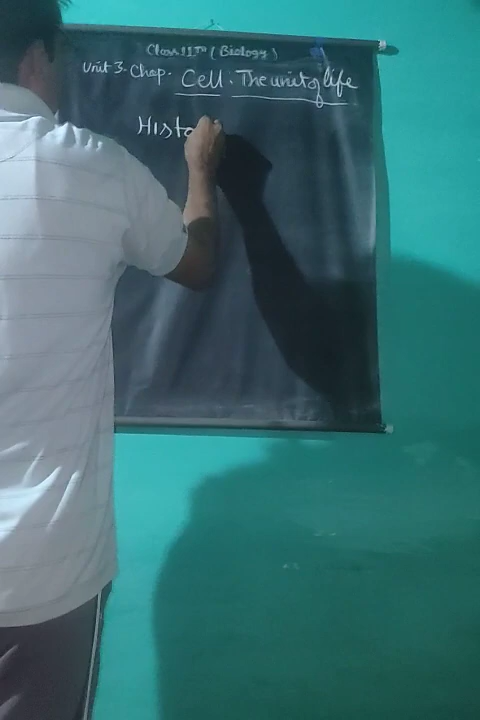 Class 11Th (Biology)
Unit 3. Chap. Cell. The unit of life
Histo